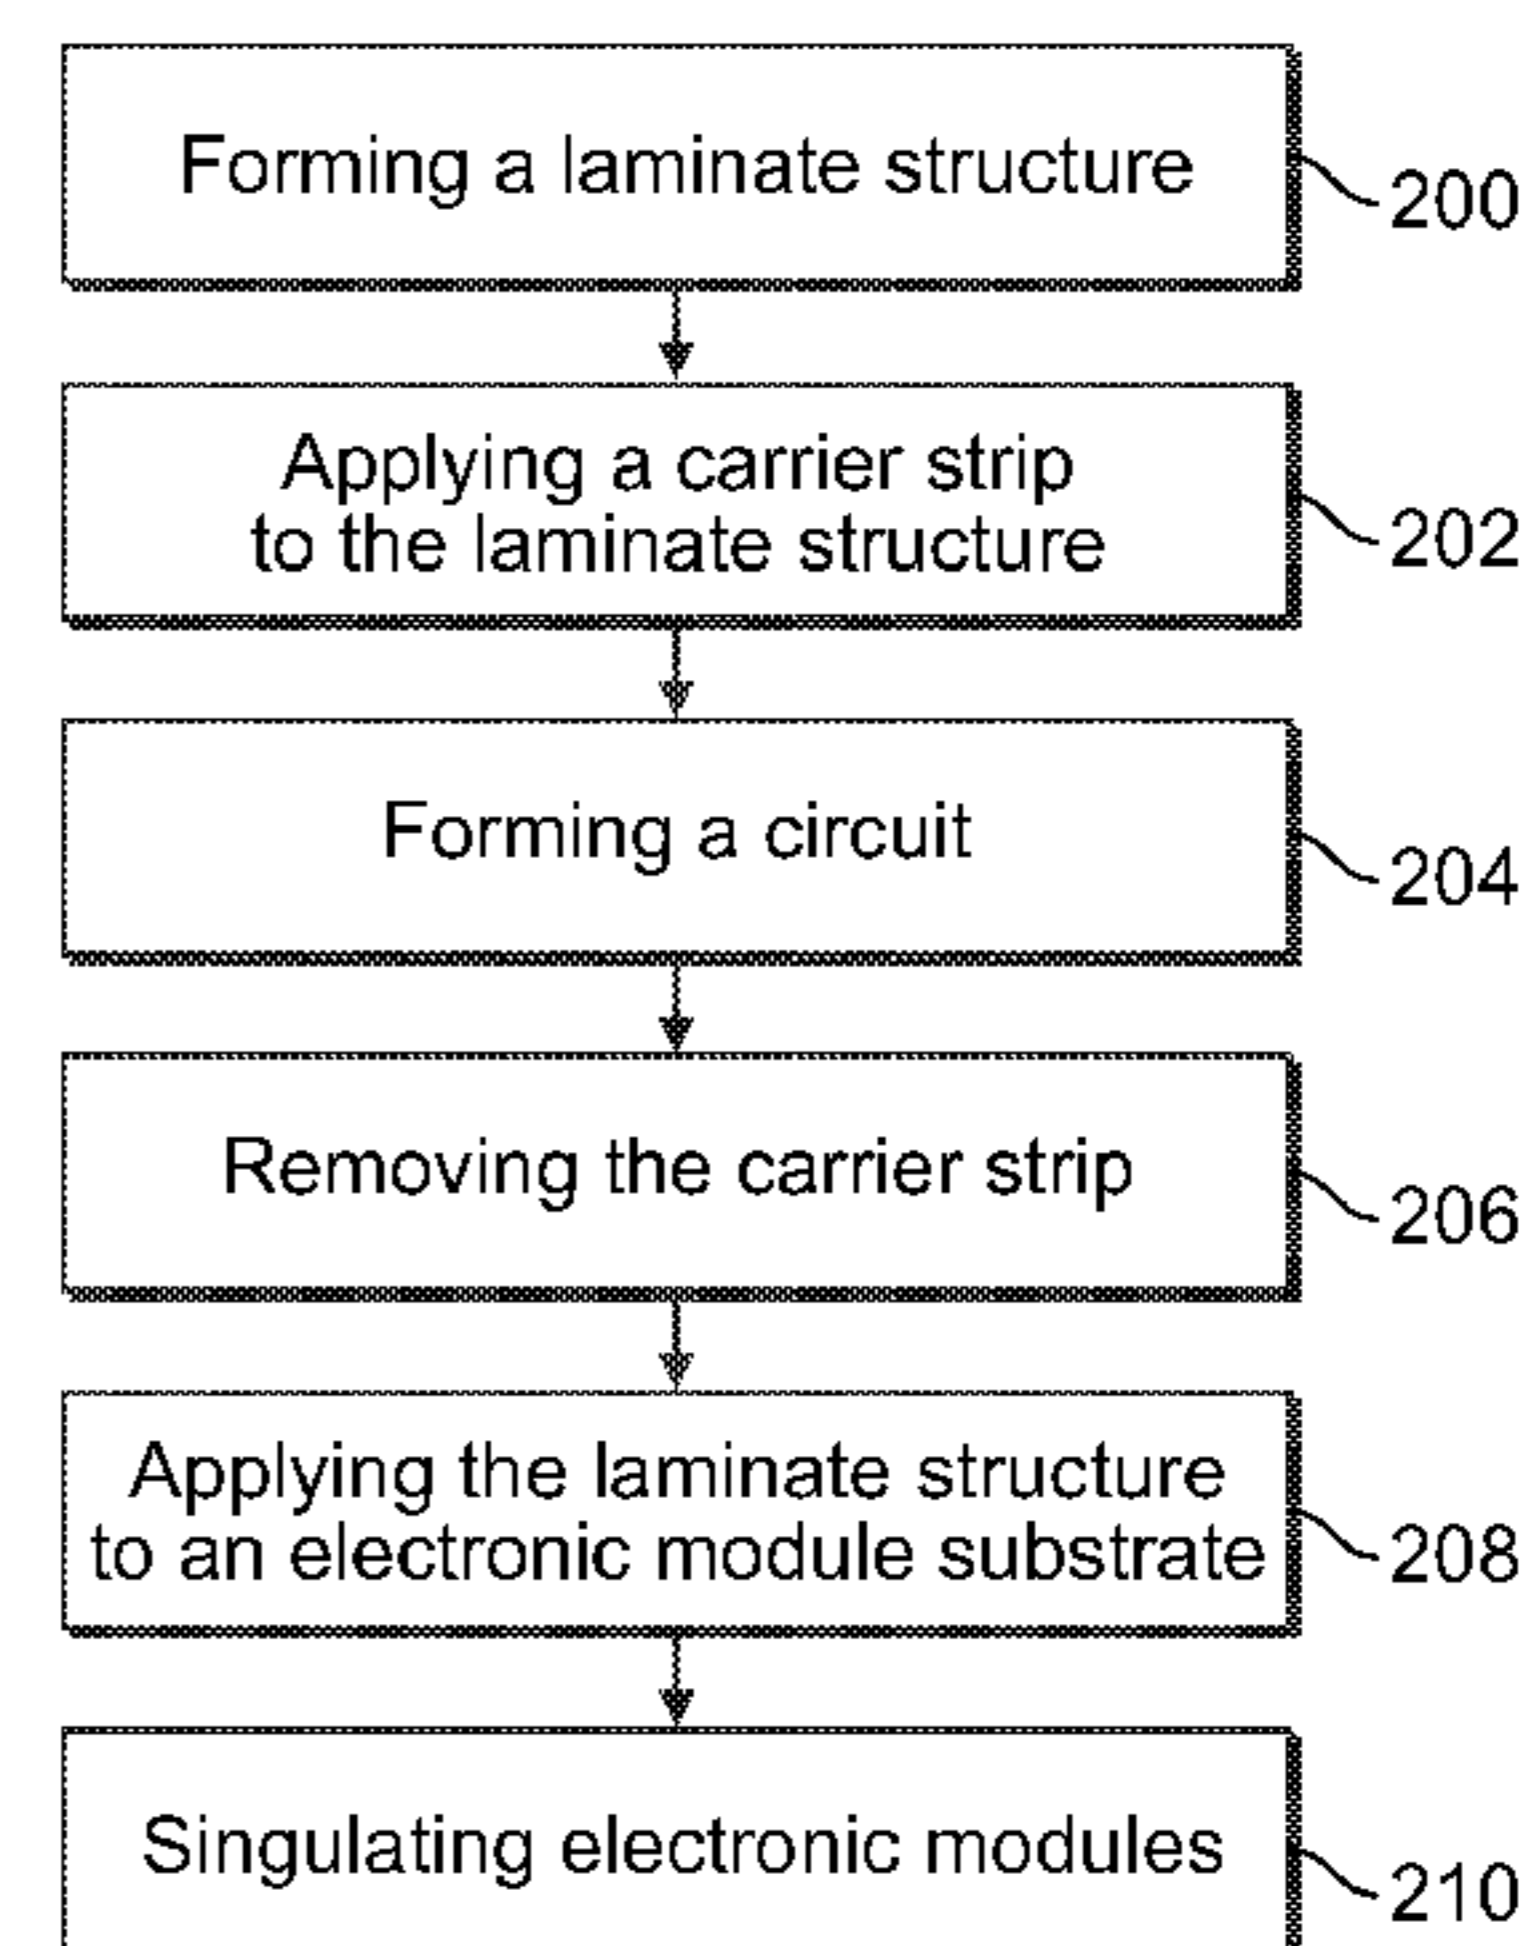 Forming a laminate structure
200
Applying a carrier strip
to the laminate structure
202
Forming a circuit
204
Removing the carrier strip
206
Applying the laminate structure
to an electronic module substrate
208
Singulating electronic modules
210